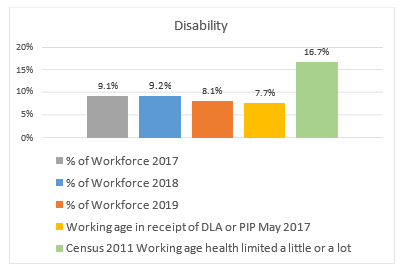 Disability
20%
15%
10%
5%
0%
9.1%
9.2%
8.1%
7.7%
16.7%
% of Workforce 2017
% of Workforce 2018
% of Workforce 2019
Working age in receipt of DLA or PIP May 2017
Census 2011 Working age health limited a little or a lot